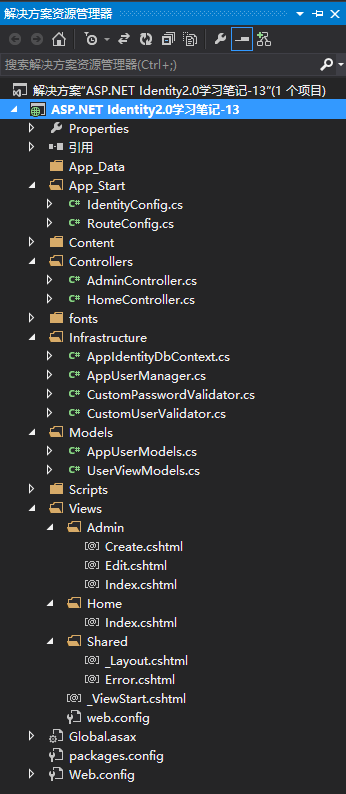 解决方案资源管理器
搜索解决方案资源管理器(Ctrl+;)
解决方案"ASP.NET Identity2.0学习笔记-13"(1 个项目)
ASP.NET Identity2.0学习笔记-13
Properties
引用
App_Data
App_Start
C# IdentityConfig.cs
C# RouteConfig.cs
Content
Controllers
C# AdminController.cs
C# HomeController.cs
fonts
Infrastructure
C# AppIdentityDbContext.cs
C# AppUserManager.cs
C# CustomPasswordValidator.cs
C# CustomUserValidator.cs
Models
C# AppUserModels.cs
C# UserViewModels.cs
Scripts
Views
Admin
[@] Create.cshtml
[@] Edit.cshtml
[@] Index.cshtml
Home
[@] Index.cshtml
Shared
[@] _Layout.cshtml
[@] Error.cshtml
[@] _ViewStart.cshtml
web.config
Global.asax
packages.config
Web.config